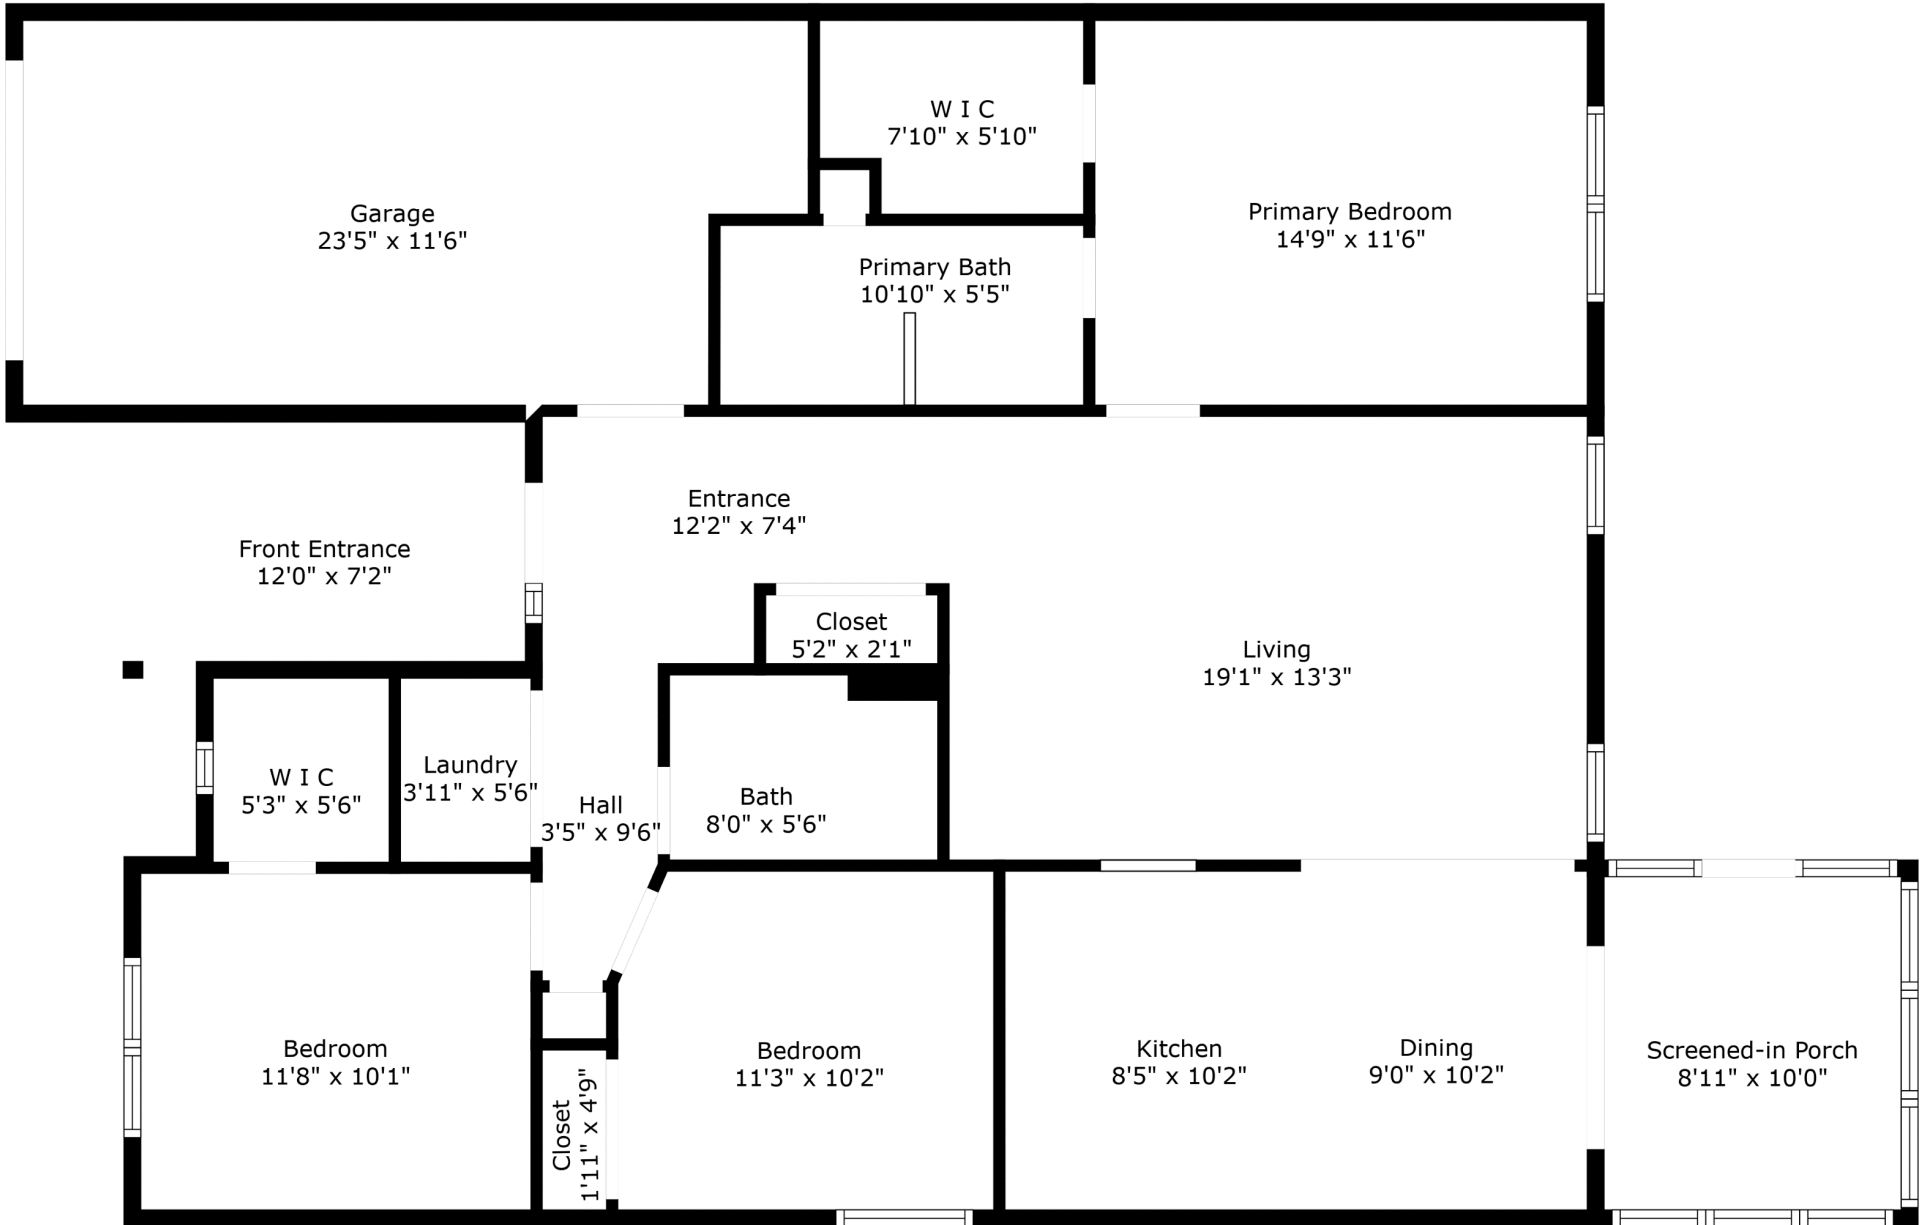 W I C
7'10" x 5'10"
Garage
23'5" x 11'6"
Primary Bedroom
14'9" x 11'6"
Primary Bath
10'10" x 5'5"
Entrance
12'2" x 7'4"
Front Entrance
12'0" x 7'2"
Closet
5'2" x 2'1"
Living
19'1" x 13'3"
W I C
5'3" x 5'6"
Laundry
3'11" x 5'6"
Hall
3'5" x 9'6"
Bath
8'0" x 5'6"
Bedroom
11'8" x 10'1"
Closet
1'11" x 4'9"
Bedroom
11'3" x 10'2"
Kitchen
8'5" x 10'2"
Dining
9'0" x 10'2"
Screened-in Porch
8'11" x 10'0"